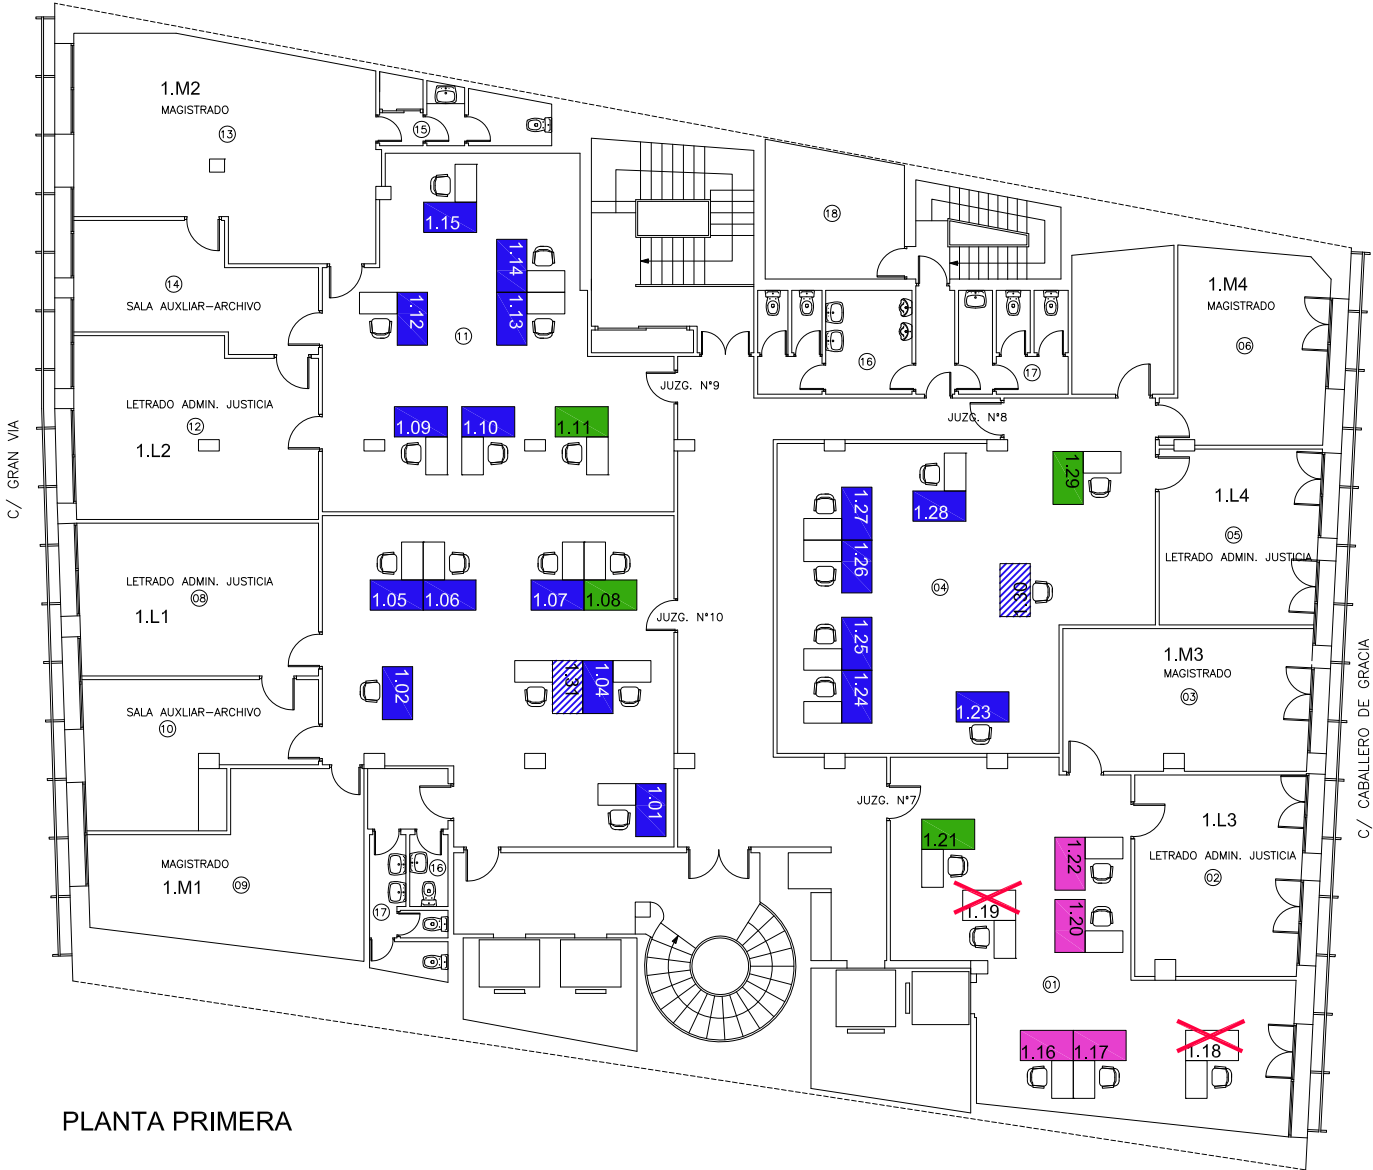 1.M2
MAGISTRADO
13
15
1.15
18
14
SALA AUXLIAR-ARCHIVO
1.14
1.13
1.12
11
1.M4
MAGISTRADO
06
16
17
JUZG. Nº9
JUZG. Nº8
LETRADO ADMIN. JUSTICIA
12
1.L2
1.09
1.10
1.11
C/ GRAN VIA
1.29
1.27
1.28
1.26
1.L4
05
LETRADO ADMIN. JUSTICIA
LETRADO ADMIN. JUSTICIA
08
1.L1
1.05
1.06
1.07
1.08
JUZG. Nº10
04
1.30
1.25
1.24
1.23
1.M3
MAGISTRADO
03
1.02
1.31
1.04
SALA AUXLIAR-ARCHIVO
10
1.01
JUZG. Nº7
C/ CABALLERO DE GRACIA
1.21
1.22
1.19
1.20
1.L3
LETRADO ADMIN. JUSTICIA
02
MAGISTRADO
1.M1
09
16
17
01
1.16
1.17
1.18
PLANTA PRIMERA